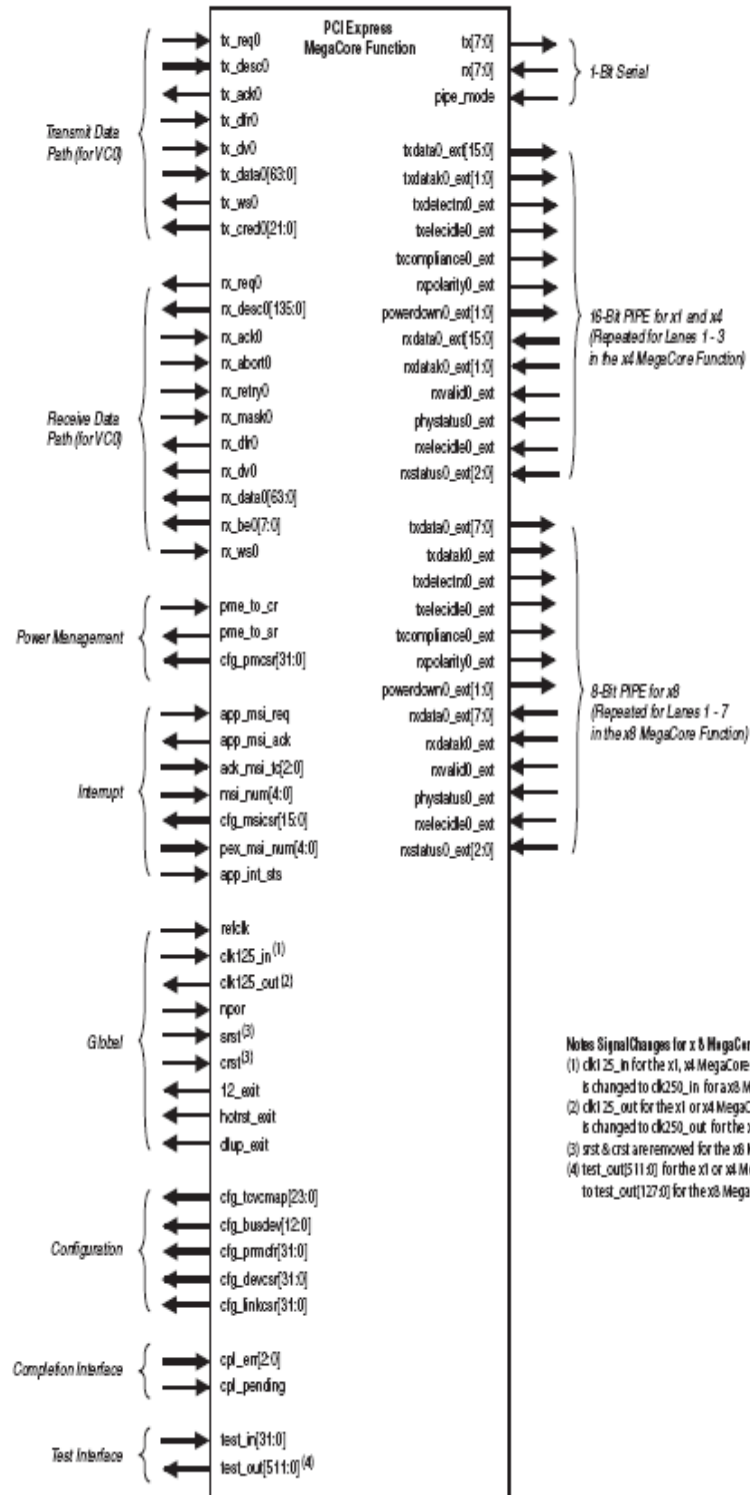 PCI Express
MegaCore Function
Transmit Data
Path (for VC0)
tx_req0
tx_desc0
tx_ack0
tx_dfr0
tx_dv0
tx_data0[63:0]
tx_ws0
tx_cred0[21:0]
Receive Data
Path (for VC0)
rx_req0
rx_desc0[135:0]
rx_ack0
rx_abort0
rx_retry0
rx_mask0
rx_dfr0
rx_dv0
rx_data0[63:0]
rx_be0[7:0]
rx_ws0
Power Management
pme_to_cr
pme_to_sr
cfg_pmcsr[31:0]
Interrupt
app_msi_req
app_msi_ack
ack_msi_tc[2:0]
msi_num[4:0]
cfg_msicsr[15:0]
pex_msi_num[4:0]
app_int_sts
Global
refclk
clk125_in (1)
clk125_out (2)
npor
srst (3)
crst (3)
12_exit
hotrst_exit
dlup_exit
Configuration
cfg_tcvcmap[23:0]
cfg_busdev[12:0]
cfg_prmcfr[31:0]
cfg_devcsr[31:0]
cfg_linkcsr[31:0]
Completion Interface
cpl_err[2:0]
cpl_pending
Test Interface
test_in[31:0]
test_out[511:0] (4)
tx[7:0]
rx[7:0]
pipe_mode
1-Bit Serial
txdata0_ext[15:0]
txdatak0_ext[1:0]
txdetectrx0_ext
txelecidle0_ext
txcompliance0_ext
rxpolarity0_ext
powerdown0_ext[1:0]
rxdata0_ext[15:0]
rxdatak0_ext[1:0]
rxvalid0_ext
phystatus0_ext
rxelecidle0_ext
rxstatus0_ext[2:0]
16-Bit PIPE for x1 and x4
(Repeated for Lanes 1 - 3
in the x4 MegaCore Function)
txdata0_ext[7:0]
txdatak0_ext
txdetectrx0_ext
txelecidle0_ext
txcompliance0_ext
rxpolarity0_ext
powerdown0_ext[1:0]
rxdata0_ext[7:0]
rxdatak0_ext
rxvalid0_ext
phystatus0_ext
rxelecidle0_ext
rxstatus0_ext[2:0]
8-Bit PIPE for x8
(Repeated for Lanes 1 - 7
in the x8 MegaCore Function)
Notes Signal Changes for x 8 MegaCor
(1) clk125_in for the x1, x4 MegaCore
is changed to clk250_in for a x8 M
(2) clk125_out for the x1 or x4 MegaC
is changed to clk250_out for the x
(3) srst & crst are removed for the x8 M
(4) test_out[511:0] for the x1 or x4 Me
to test_out[127:0] for the x8 Mega